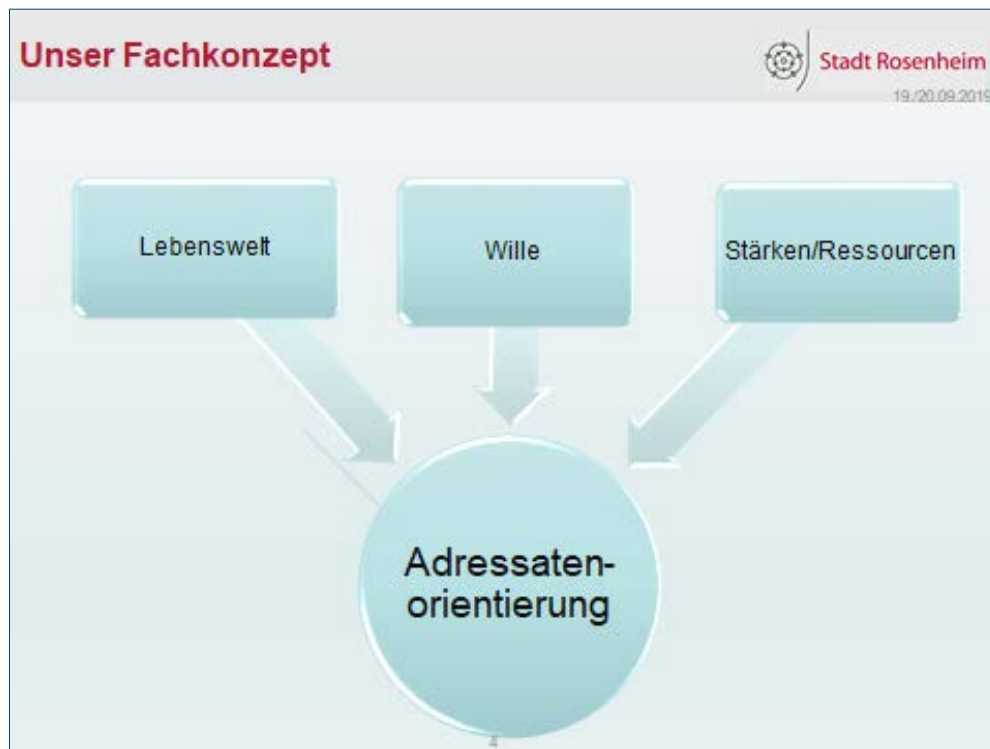 Unser Fachkonzept
Stadt Rosenheim
19./20.09.2019
Lebenswelt
Wille
Stärken/Ressourcen
Adressaten-
orientierung
4